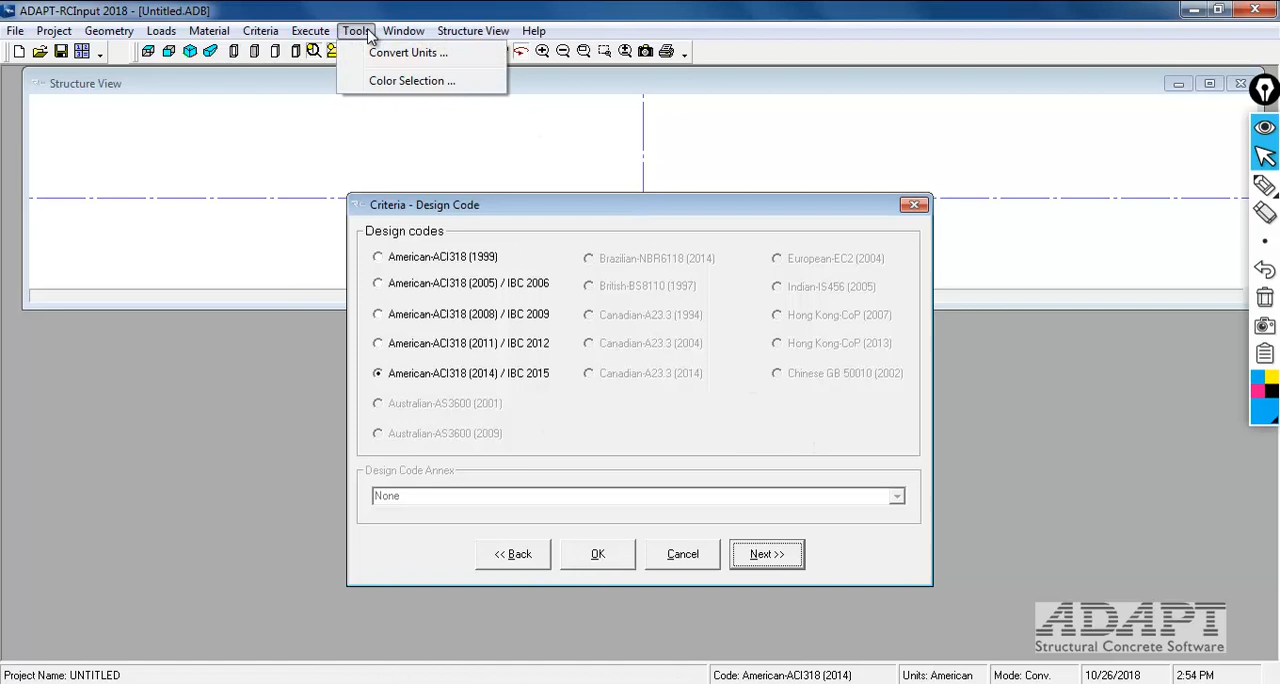 ADAPT-RCInput 2018 - [Untitled.ADB]
File Project Geometry Loads Material Criteria Execute Tools Window Structure View Help
Convert Units ...
Color Selection ...
Structure View
Criteria - Design Code
Design codes
American-ACI318 (1999)
American-ACI318 (2005) / IBC 2006
American-ACI318 (2008) / IBC 2009
American-ACI318 (2011) / IBC 2012
American-ACI318 (2014) / IBC 2015
Australian-AS3600 (2001)
Australian-AS3600 (2009)
Brazilian-NBR6118 (2014)
British-BS8110 (1997)
Canadian-A23.3 (1994)
Canadian-A23.3 (2004)
Canadian-A23.3 (2014)
European-EC2 (2004)
Indian-IS456 (2005)
Hong Kong-CoP (2007)
Hong Kong-CoP (2013)
Chinese GB 50010 (2002)
Design Code Annex
None
<< Back OK Cancel Next >>
ADAPT
Structural Concrete Software
Project Name: UNTITLED Code: American-ACI318 (2014) Units: American Mode: Conv. 10/26/2018 2:54 PM